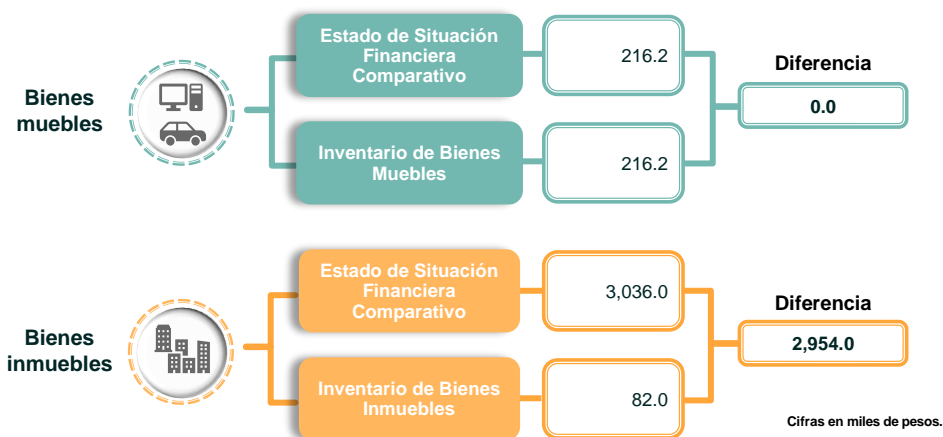 Bienes
muebles
Estado de Situación
Financiera
Comparativo
216.2
Inventario de Bienes
Muebles
216.2
Diferencia
0.0
Bienes
inmuebles
Estado de Situación
Financiera
Comparativo
3,036.0
Inventario de Bienes
Inmuebles
82.0
Diferencia
2,954.0
Cifras en miles de pesos.